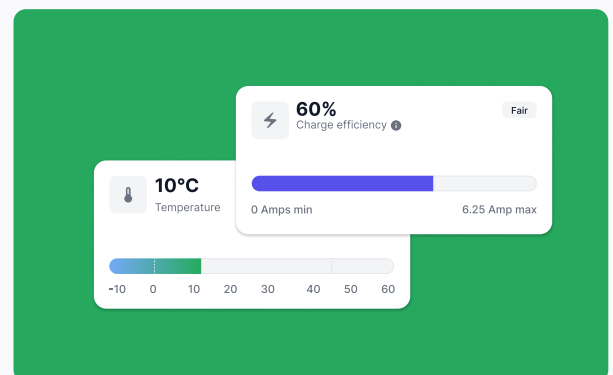 60%
Charge efficiency
Fair
0 Amps min 6.25 Amp max
10°C
Temperature
-10 0 10 20 30 40 50 60